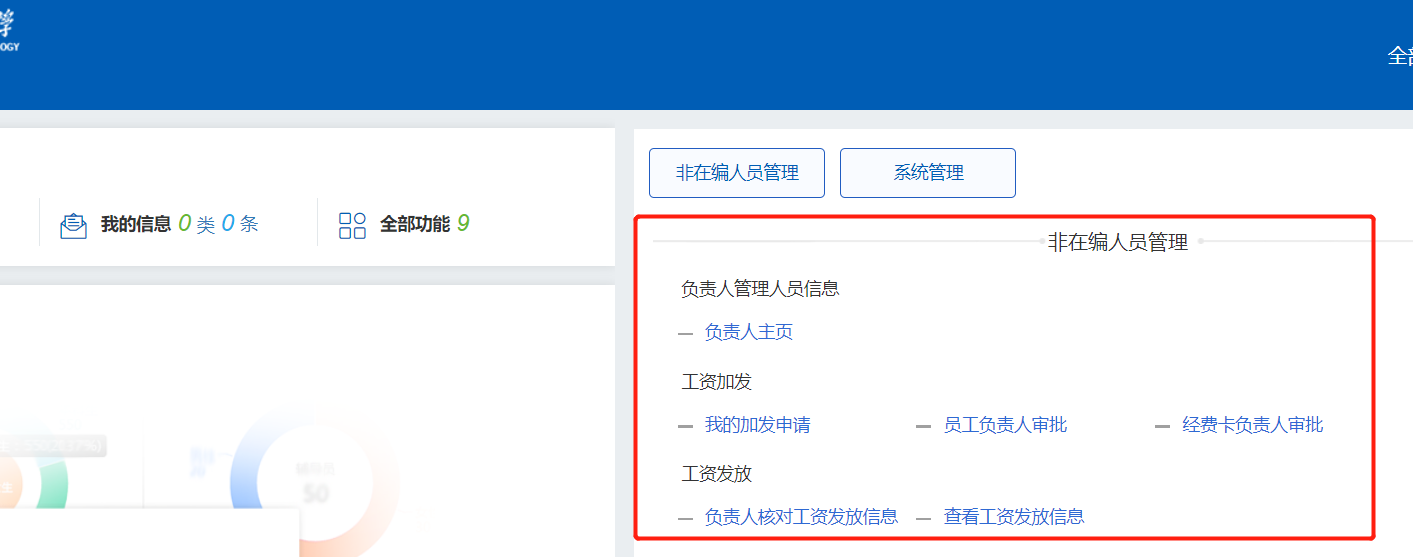 学
OGY
全部
非在编人员管理
系统管理
我的信息 0 类 0 条
全部功能 9
非在编人员管理
负责人管理人员信息
负责人主页
工资加发
我的加发申请
员工负责人审批
经费卡负责人审批
工资发放
负责人核对工资发放信息
查看工资发放信息
生
50